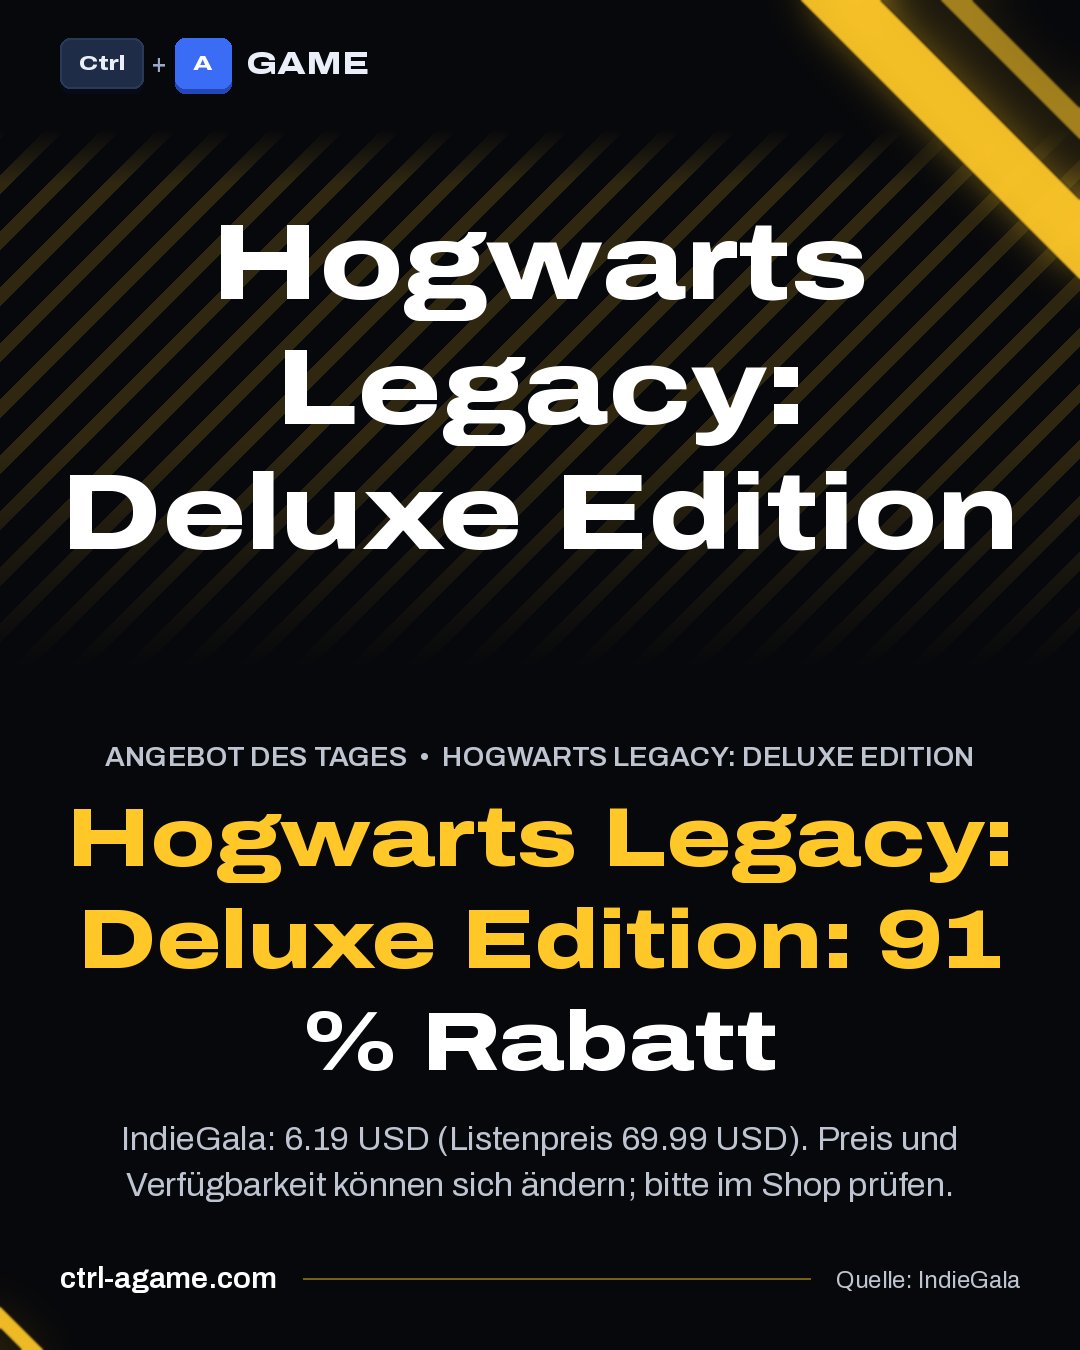 Ctrl + A GAME
Hogwarts
Legacy:
Deluxe Edition
ANGEBOT DES TAGES • HOGWARTS LEGACY: DELUXE EDITION
Hogwarts Legacy:
Deluxe Edition: 91
% Rabatt
IndieGala: 6.19 USD (Listenpreis 69.99 USD). Preis und
Verfügbarkeit können sich ändern; bitte im Shop prüfen.
ctrl-agame.com
Quelle: IndieGala